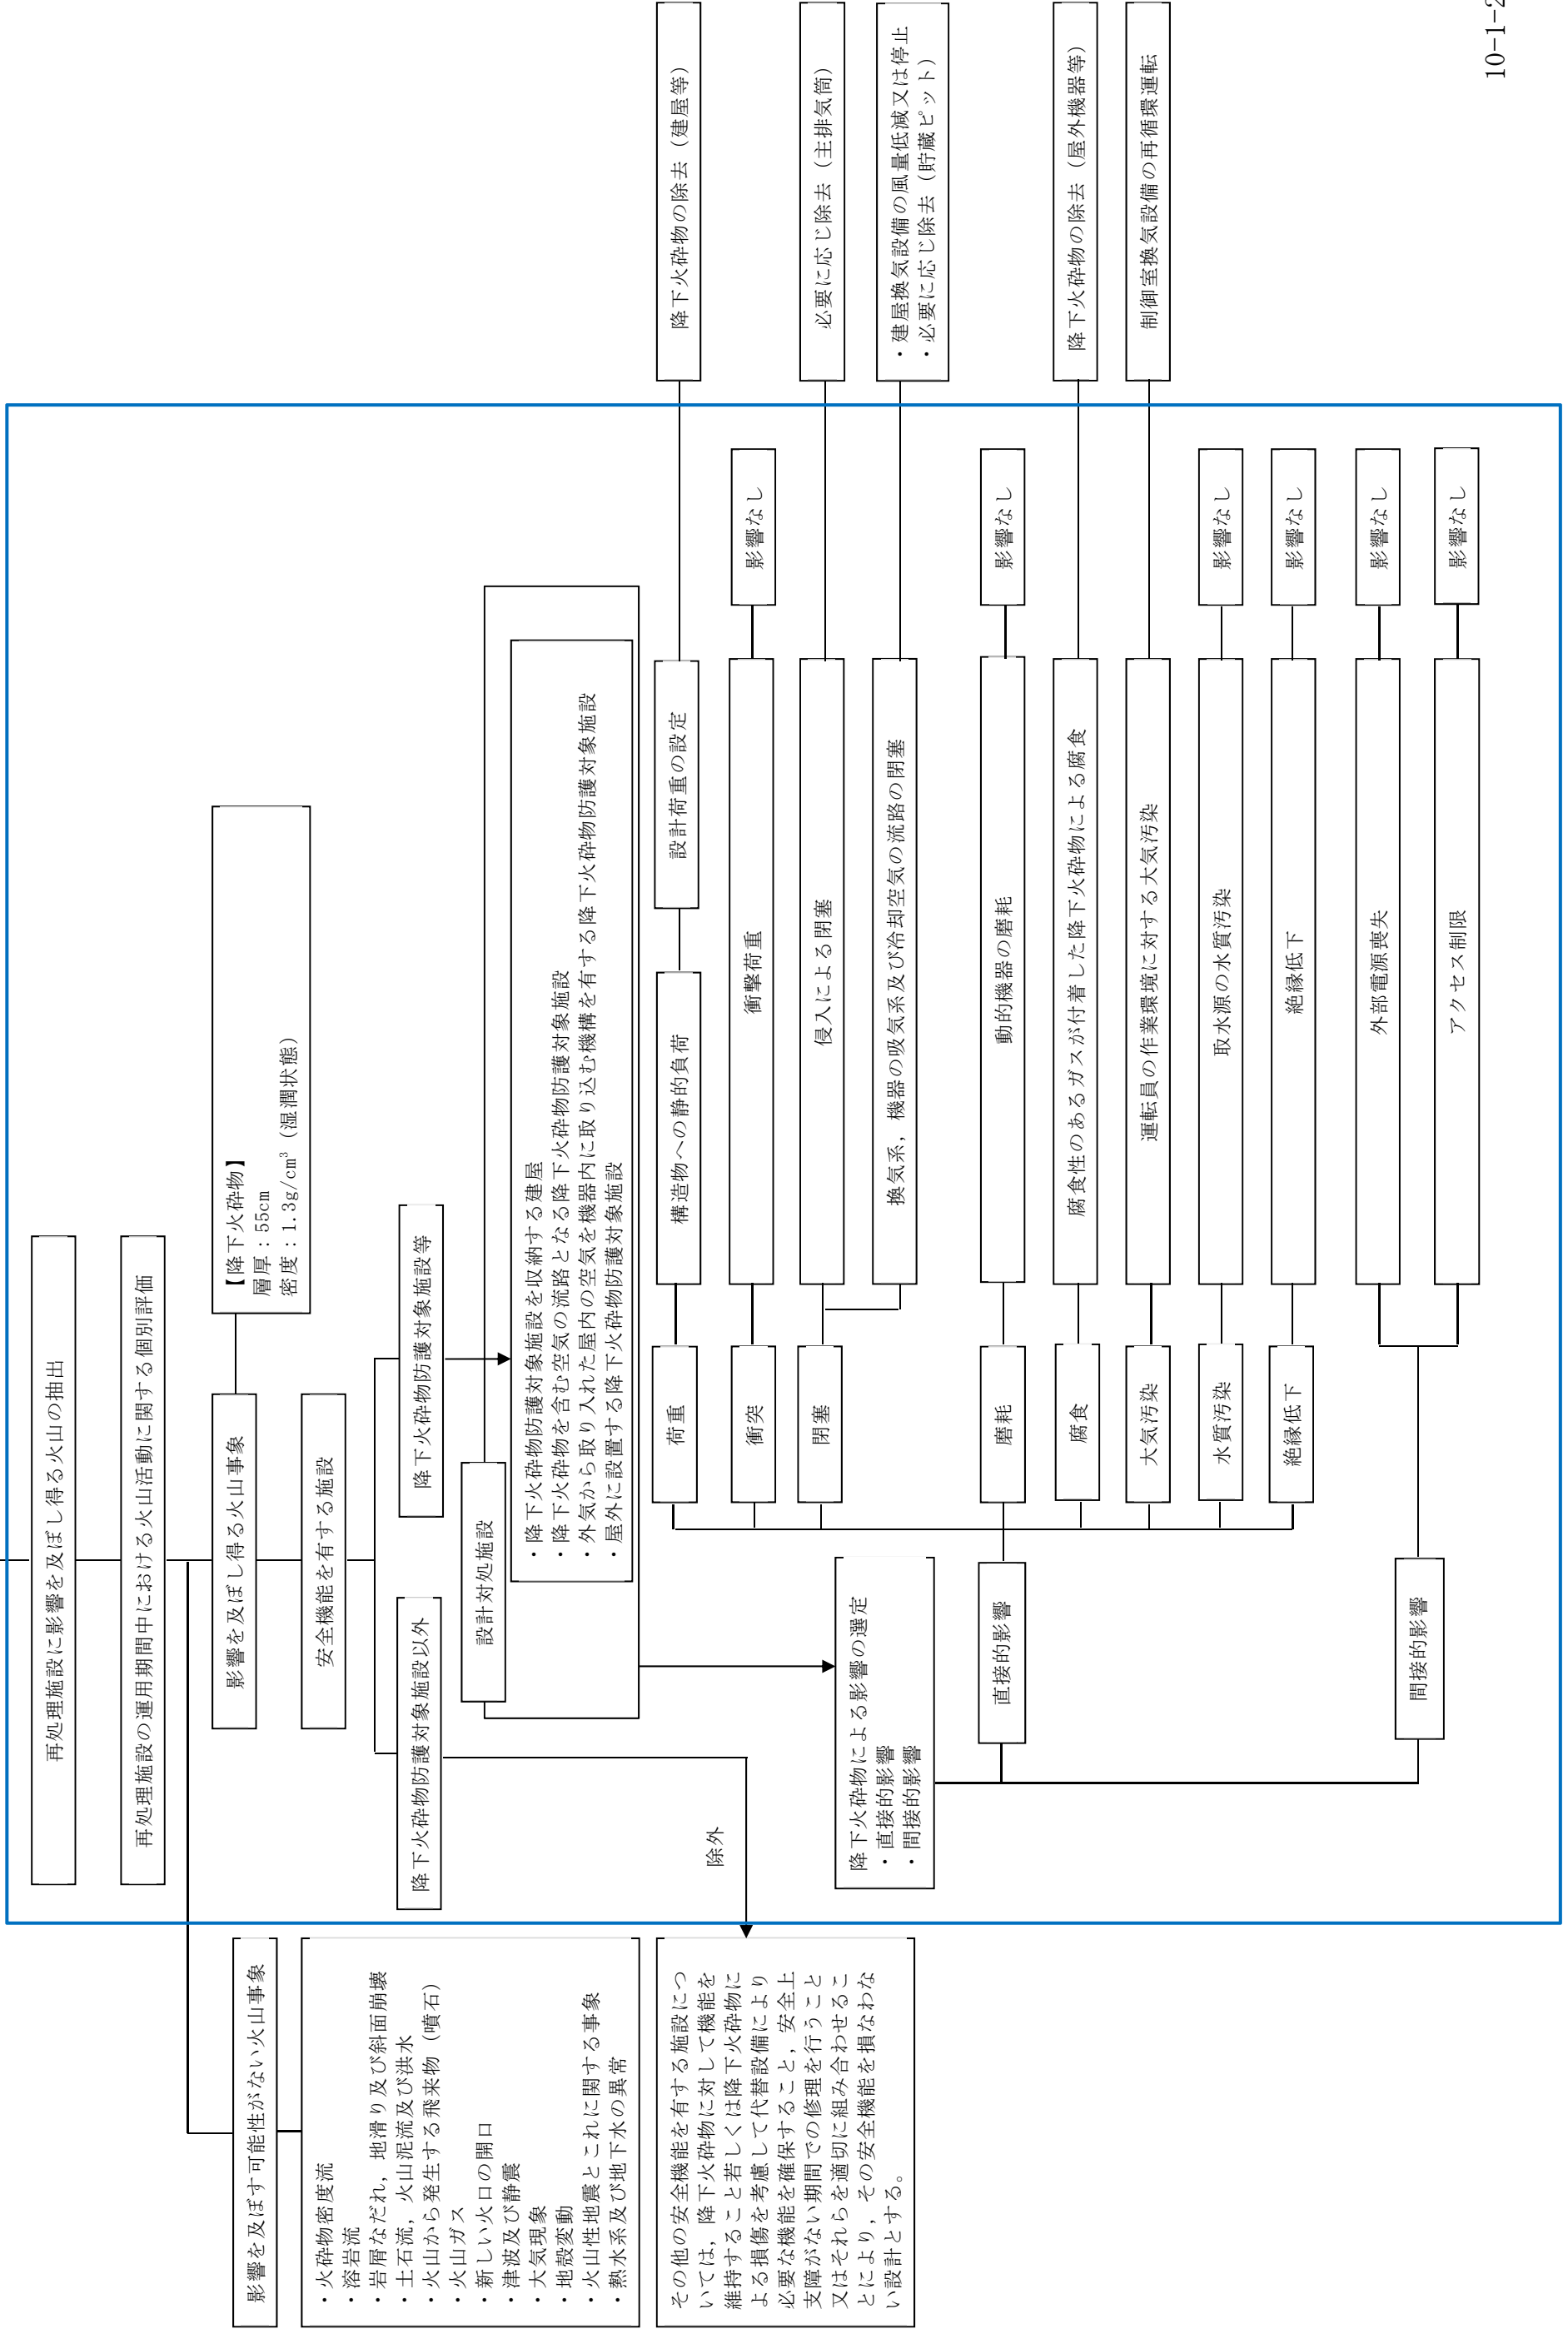 再処理施設に影響を及ぼし得る火山の抽出
再処理施設の運用期間中における火山活動に関する個別評価
影響を及ぼす可能性がない火山事象
・火砕物密度流
・溶岩流
・岩屑なだれ，地滑り及び斜面崩壊
・土石流，火山泥流及び洪水
・火山から発生する飛来物（噴石）
・火山ガス
・新しい火口の開口
・津波及び静震
・大気現象
・地殻変動
・火山性地震とこれに関する事象
・熱水系及び地下水の異常
影響を及ぼし得る火山事象
【降下火砕物】
層厚：55cm
密度：1.3g/cm³（湿潤状態）
安全機能を有する施設
降下火砕物防護対象施設以外
降下火砕物防護対象施設等
設計対処施設
・降下火砕物防護対象施設を収納する建屋
・降下火砕物を含む空気の流路となる降下火砕物防護対象施設
・外気から取り入れた屋内の空気を機器内に取り込む機構を有する降下火砕物防護対象施設
・屋外に設置する降下火砕物防護対象施設
除外
その他の安全機能を有する施設につ
いては，降下火砕物に対して機能を
維持すること若しくは降下火砕物に
よる損傷を考慮して代替設備により
必要な機能を確保すること，安全上
支障がない期間での修理を行うこと
又はそれらを適切に組み合わせるこ
とにより，その安全機能を損なわな
い設計とする。
降下火砕物による影響の選定
・直接的影響
・間接的影響
直接的影響
荷重
構造物への静的負荷
設計荷重の設定
降下火砕物の除去（建屋等）
衝突
衝撃荷重
影響なし
閉塞
侵入による閉塞
必要に応じ除去（主排気筒）
換気系，機器の吸気系及び冷却空気の流路の閉塞
・建屋換気設備の風量低減又は停止
・必要に応じ除去（貯蔵ピット）
磨耗
動的機器の磨耗
影響なし
腐食
腐食性のあるガスが付着した降下火砕物による腐食
降下火砕物の除去（屋外機器等）
大気汚染
運転員の作業環境に対する大気汚染
制御室換気設備の再循環運転
水質汚染
取水源の水質汚染
影響なし
絶縁低下
絶縁低下
影響なし
間接的影響
外部電源喪失
影響なし
アクセス制限
影響なし
10-1-2